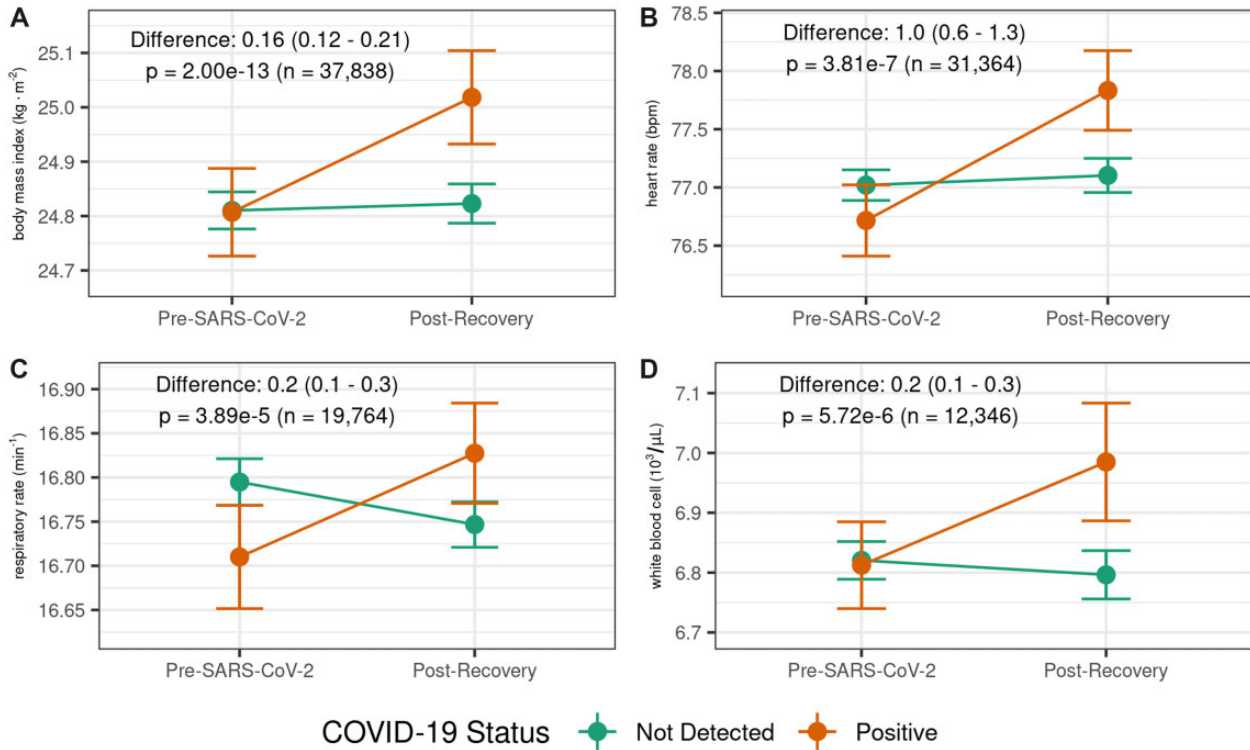 A
Difference: 0.16 (0.12 - 0.21)
p = 2.00e-13 (n = 37,838)
body mass index (kg · m⁻²)
25.1
25.0
24.9
24.8
24.7
Pre-SARS-CoV-2 Post-Recovery
B
Difference: 1.0 (0.6 - 1.3)
p = 3.81e-7 (n = 31,364)
heart rate (bpm)
78.5
78.0
77.5
77.0
76.5
Pre-SARS-CoV-2 Post-Recovery
C
Difference: 0.2 (0.1 - 0.3)
p = 3.89e-5 (n = 19,764)
respiratory rate (min⁻¹)
16.90
16.85
16.80
16.75
16.70
16.65
Pre-SARS-CoV-2 Post-Recovery
D
Difference: 0.2 (0.1 - 0.3)
p = 5.72e-6 (n = 12,346)
white blood cell (10³/μL)
7.1
7.0
6.9
6.8
6.7
Pre-SARS-CoV-2 Post-Recovery
COVID-19 Status Not Detected Positive